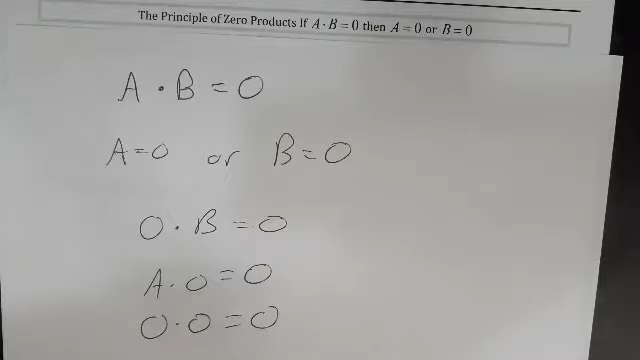 The Principle of Zero Products If A · B = 0 then A = 0 or B = 0
A · B = 0
A = 0 or B = 0
0 · B = 0
A · 0 = 0
0 · 0 = 0